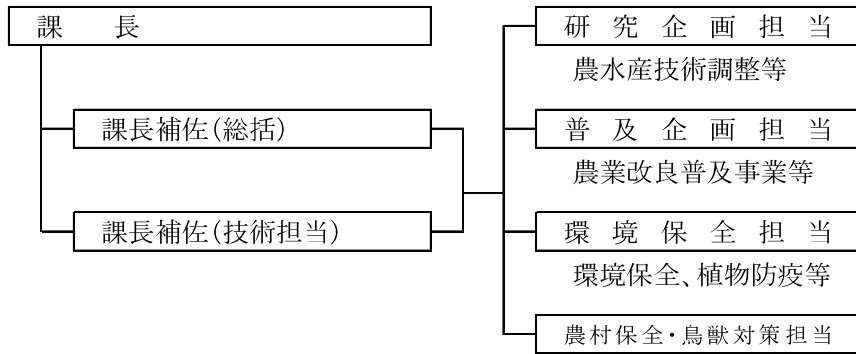 課長
課長補佐(総括)
課長補佐(技術担当)
研究企画担当
農水産技術調整等
普及企画担当
農業改良普及事業等
環境保全担当
環境保全、植物防疫等
農村保全・鳥獣対策担当